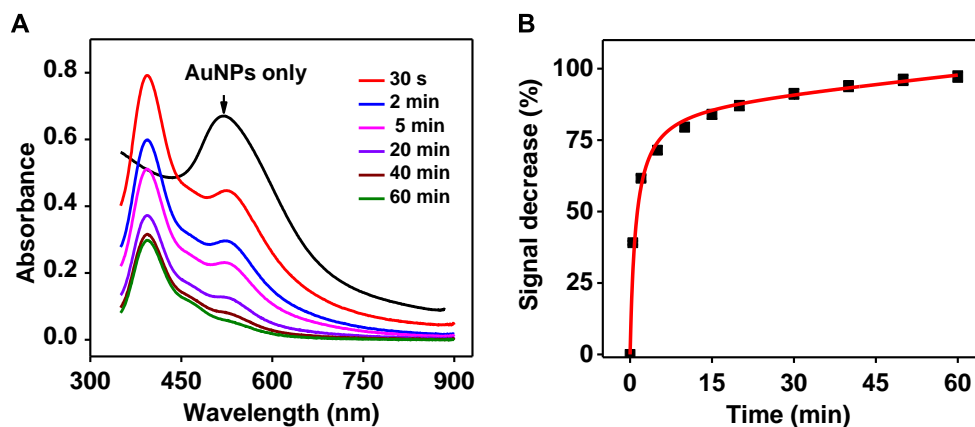 A
AuNPs only
30 s
2 min
5 min
20 min
40 min
60 min
0.8
0.6
0.4
0.2
0.0
Absorbance
300 450 600 750 900
Wavelength (nm)
B
100
75
50
25
0
Signal decrease (%)
0 15 30 45 60
Time (min)